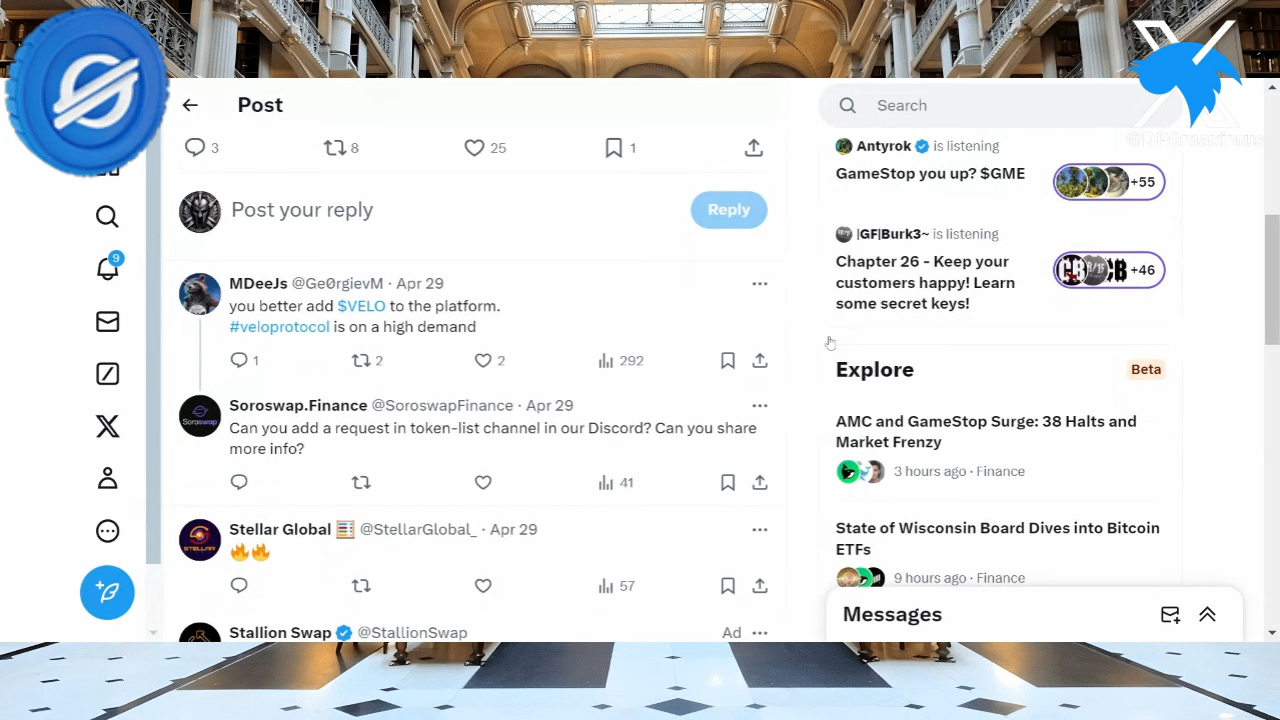 Post
3
8
25
1
Post your reply
Reply
MDeeJs @Ge0rgievM · Apr 29
you better add $VELO to the platform.
#veloprotocol is on a high demand
1
2
2
292
Soroswap.Finance @SoroswapFinance · Apr 29
Can you add a request in token-list channel in our Discord? Can you share
more info?
41
Stellar Global @StellarGlobal_ · Apr 29
🔥🔥
57
Stallion Swap @StallionSwap
Ad
9
Search
Antyrok is listening
GameStop you up? $GME
+55
|GF|Burk3~ is listening
Chapter 26 - Keep your
customers happy! Learn
some secret keys!
+46
Explore
Beta
AMC and GameStop Surge: 38 Halts and
Market Frenzy
3 hours ago · Finance
State of Wisconsin Board Dives into Bitcoin
ETFs
9 hours ago · Finance
Messages